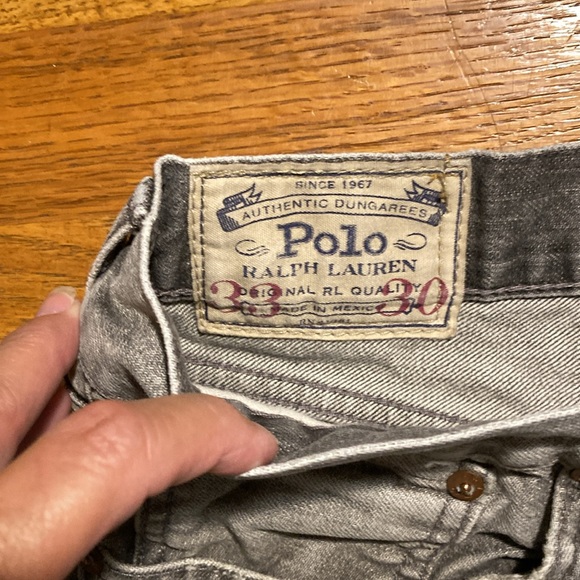 SINCE 1967
AUTHENTIC DUNGAREES
Polo
RALPH LAUREN
ORIGINAL RL QUALITY
33 MADE IN MEXICO 30